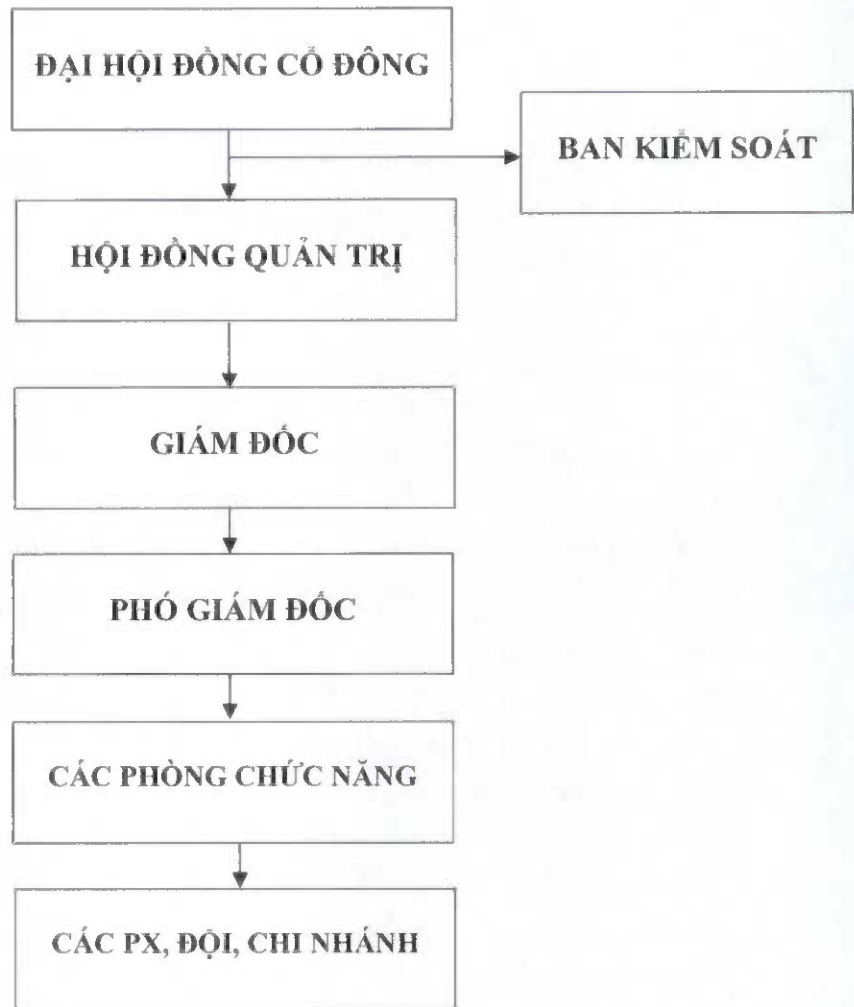 ĐẠI HỘI ĐỒNG CỔ ĐÔNG
BAN KIỂM SOÁT
HỘI ĐỒNG QUẢN TRỊ
GIÁM ĐỐC
PHÓ GIÁM ĐỐC
CÁC PHÒNG CHỨC NĂNG
CÁC PX, ĐỘI, CHI NHÁNH